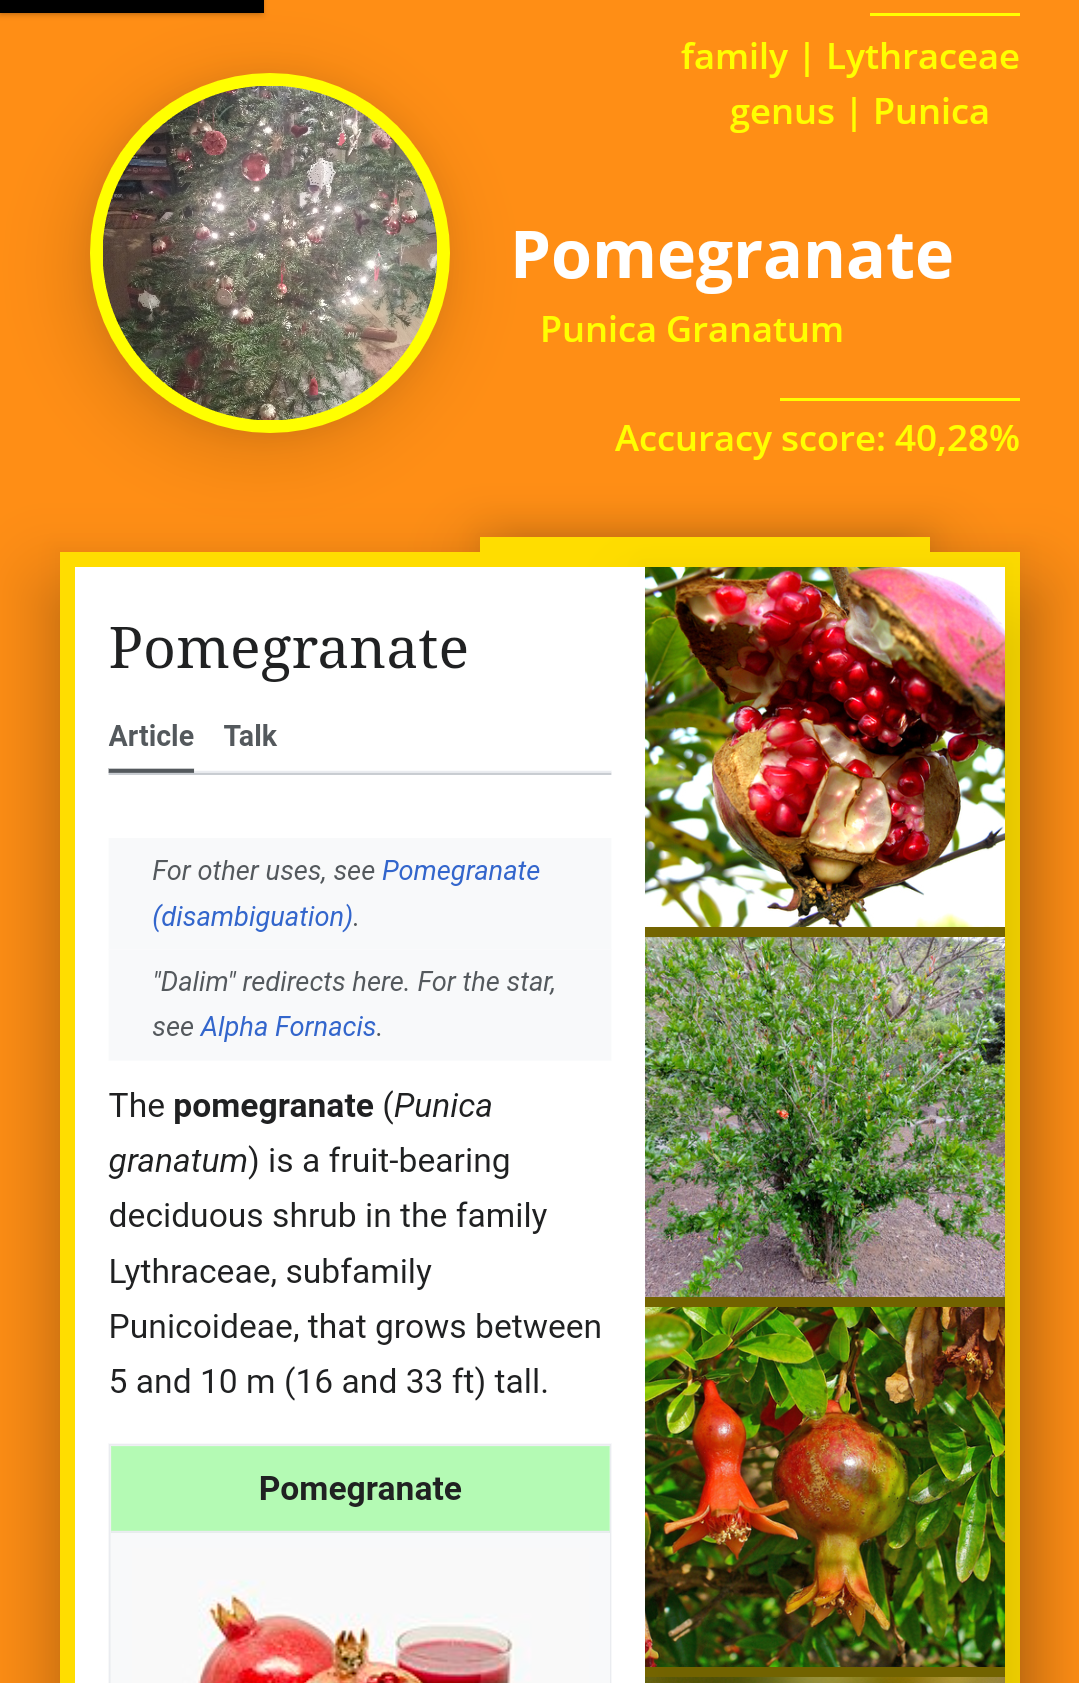 family | Lythraceae
genus | Punica
Pomegranate
Punica Granatum
Accuracy score: 40,28%
Pomegranate
Article Talk
For other uses, see Pomegranate
(disambiguation).
"Dalim" redirects here. For the star,
see Alpha Fornacis.
The pomegranate (Punica
granatum) is a fruit-bearing
deciduous shrub in the family
Lythraceae, subfamily
Punicoideae, that grows between
5 and 10 m (16 and 33 ft) tall.
Pomegranate